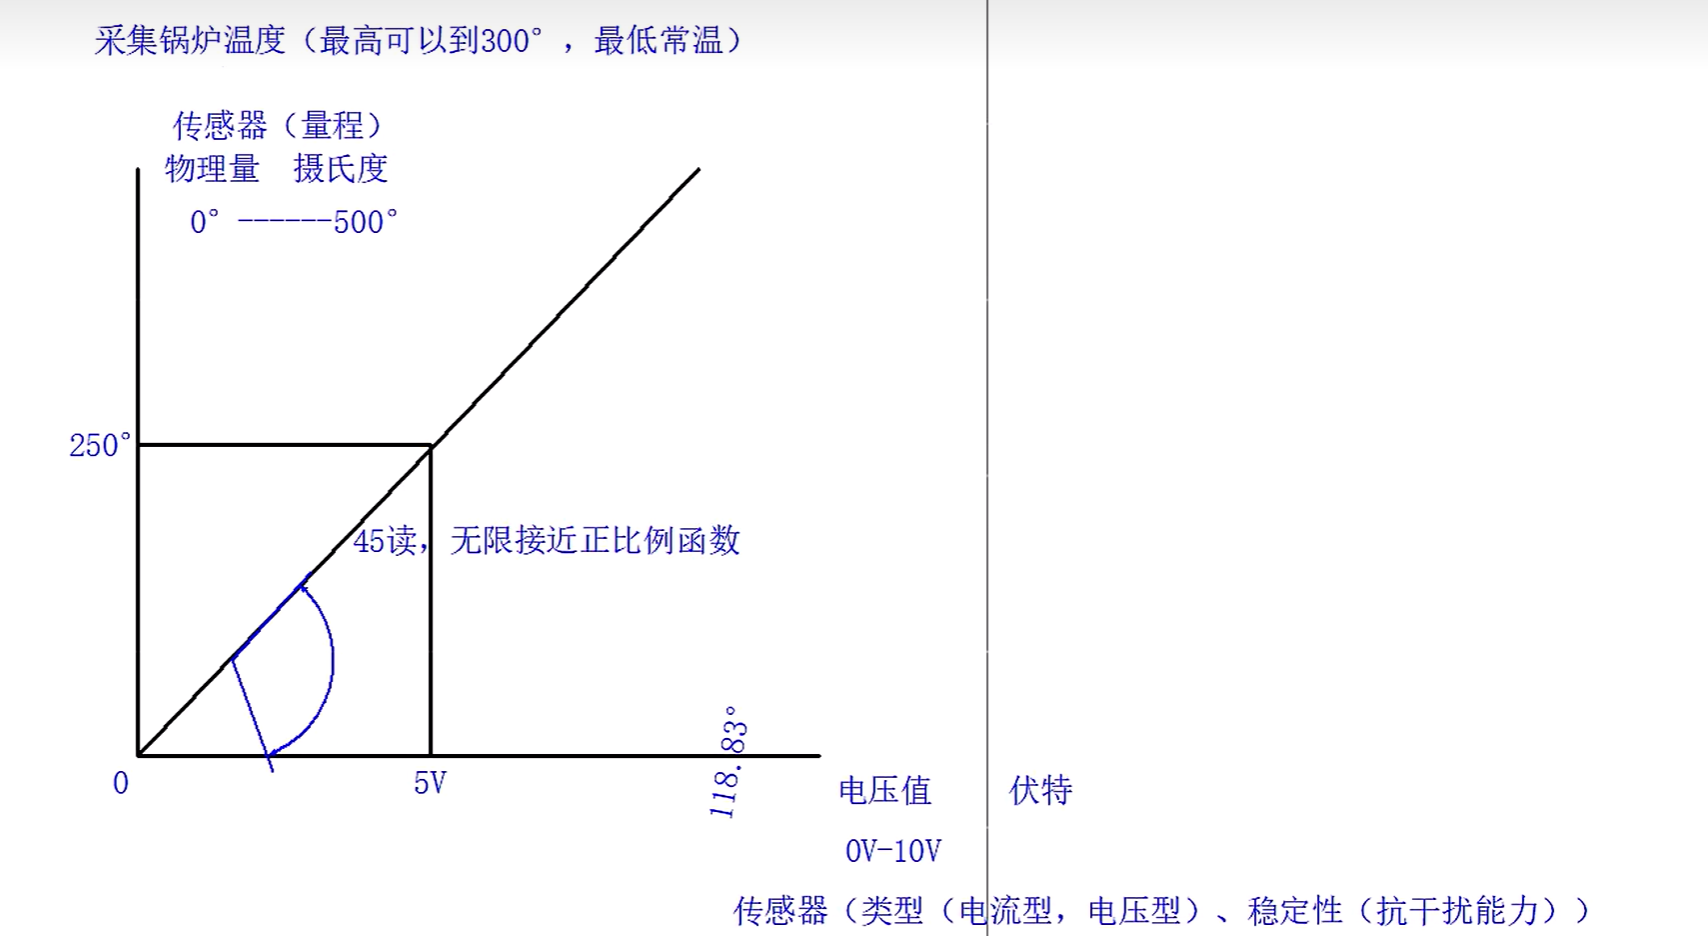 采集锅炉温度（最高可以到300°，最低常温）
传感器（量程）
物理量　摄氏度
0° ------500°
250°
45读，无限接近正比例函数
118.83°
0
5V
电压值
伏特
0V-10V
传感器（类型（电流型，电压型）、稳定性（抗干扰能力））